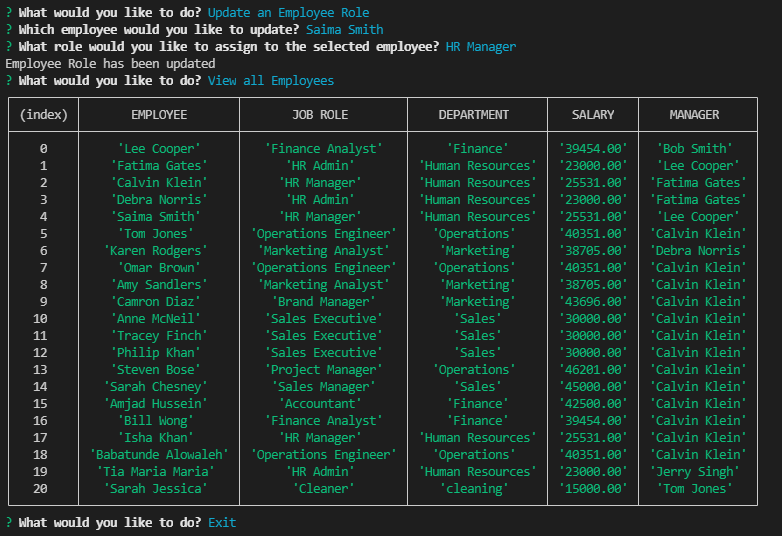 ? What would you like to do? Update an Employee Role
? Which employee would you like to update? Saima Smith
? What role would you like to assign to the selected employee? HR Manager
Employee Role has been updated
? What would you like to do? View all Employees
(index) EMPLOYEE JOB ROLE DEPARTMENT SALARY MANAGER
0 'Lee Cooper' 'Finance Analyst' 'Finance' '39454.00' 'Bob Smith'
1 'Fatima Gates' 'HR Admin' 'Human Resources' '23000.00' 'Lee Cooper'
2 'Calvin Klein' 'HR Manager' 'Human Resources' '25531.00' 'Fatima Gates'
3 'Debra Norris' 'HR Admin' 'Human Resources' '23000.00' 'Fatima Gates'
4 'Saima Smith' 'HR Manager' 'Human Resources' '25531.00' 'Lee Cooper'
5 'Tom Jones' 'Operations Engineer' 'Operations' '40351.00' 'Calvin Klein'
6 'Karen Rodgers' 'Marketing Analyst' 'Marketing' '38705.00' 'Debra Norris'
7 'Omar Brown' 'Operations Engineer' 'Operations' '40351.00' 'Calvin Klein'
8 'Amy Sandlers' 'Marketing Analyst' 'Marketing' '38705.00' 'Calvin Klein'
9 'Camron Diaz' 'Brand Manager' 'Marketing' '43696.00' 'Calvin Klein'
10 'Anne McNeil' 'Sales Executive' 'Sales' '30000.00' 'Calvin Klein'
11 'Tracey Finch' 'Sales Executive' 'Sales' '30000.00' 'Calvin Klein'
12 'Philip Khan' 'Sales Executive' 'Sales' '30000.00' 'Calvin Klein'
13 'Steven Bose' 'Project Manager' 'Operations' '46201.00' 'Calvin Klein'
14 'Sarah Chesney' 'Sales Manager' 'Sales' '45000.00' 'Calvin Klein'
15 'Amjad Hussein' 'Accountant' 'Finance' '42500.00' 'Calvin Klein'
16 'Bill Wong' 'Finance Analyst' 'Finance' '39454.00' 'Calvin Klein'
17 'Isha Khan' 'HR Manager' 'Human Resources' '25531.00' 'Calvin Klein'
18 'Babatunde Alowaleh' 'Operations Engineer' 'Operations' '40351.00' 'Calvin Klein'
19 'Tia Maria Maria' 'HR Admin' 'Human Resources' '23000.00' 'Jerry Singh'
20 'Sarah Jessica' 'Cleaner' 'cleaning' '15000.00' 'Tom Jones'
? What would you like to do? Exit